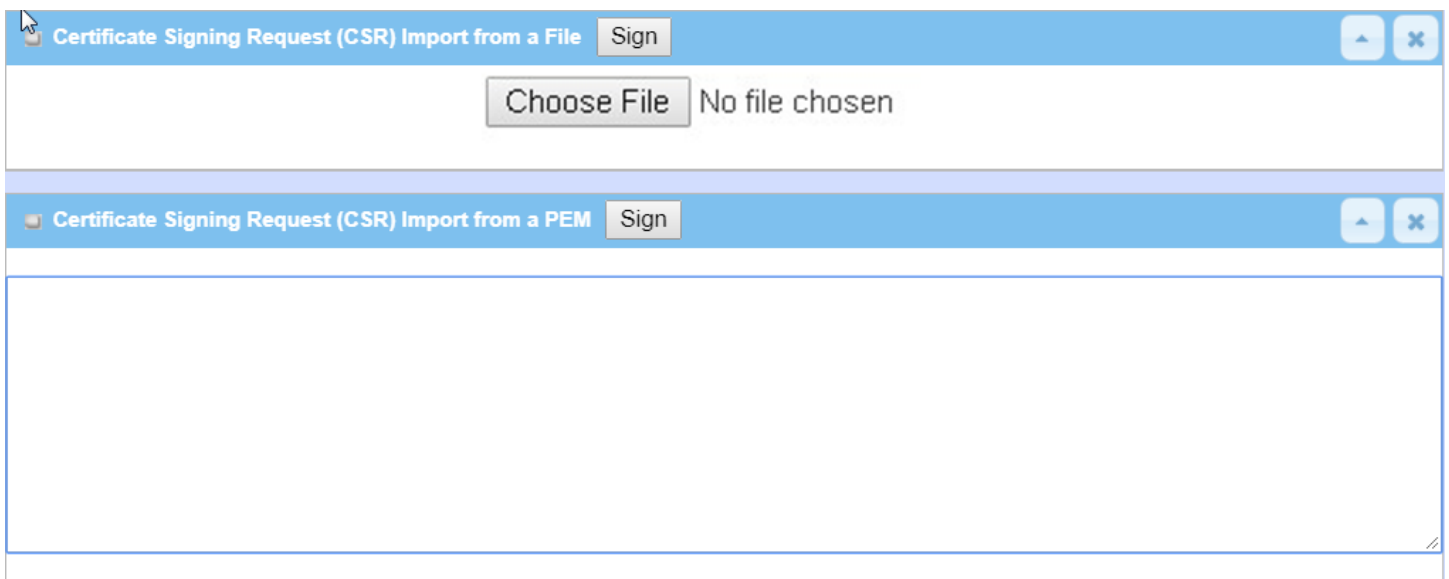 Certificate Signing Request (CSR) Import from a File Sign
Choose File No file chosen
Certificate Signing Request (CSR) Import from a PEM Sign